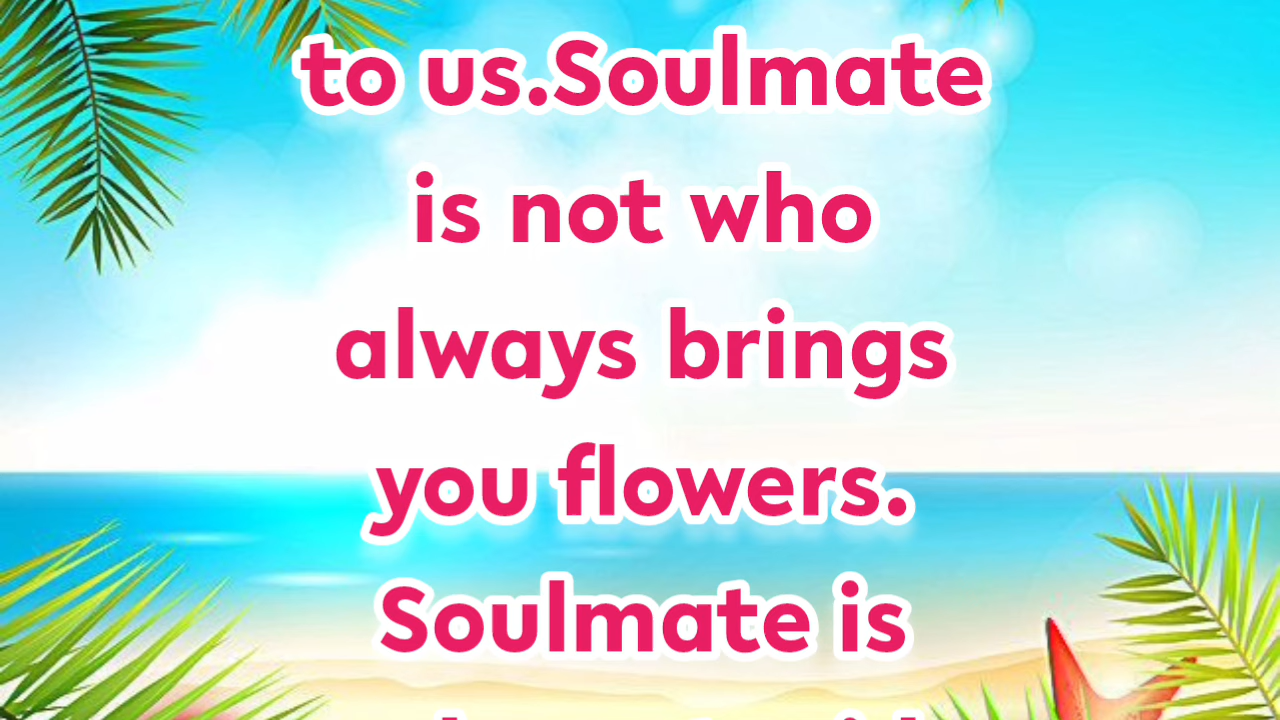 to us.Soulmate
is not who
always brings
you flowers.
Soulmate is